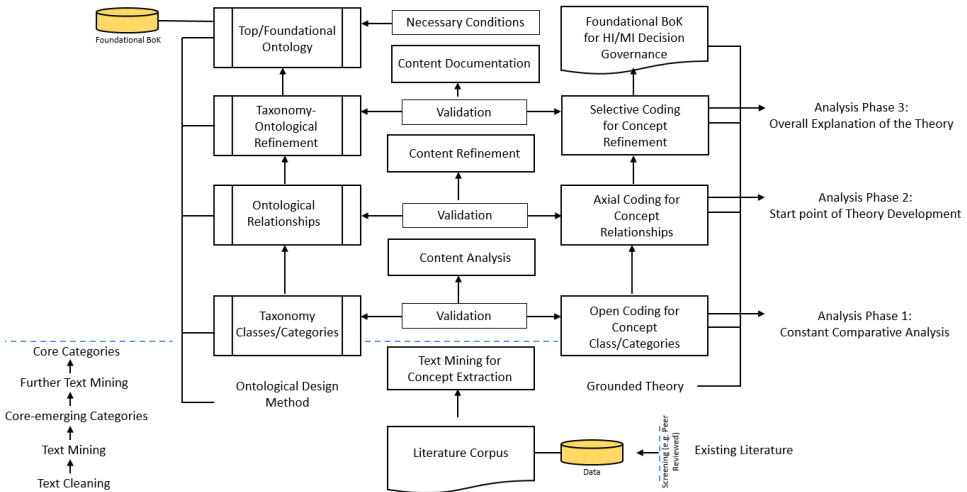 Foundational BoK
Top/Foundational
Ontology
Necessary Conditions
Foundational BoK
for HI/MI Decision
Governance
Content Documentation
Taxonomy-
Ontological
Refinement
Validation
Selective Coding
for Concept
Refinement
Analysis Phase 3:
Overall Explanation of the Theory
Content Refinement
Ontological
Relationships
Validation
Axial Coding for
Concept
Relationships
Analysis Phase 2:
Start point of Theory Development
Content Analysis
Taxonomy
Classes/Categories
Validation
Open Coding for
Concept
Class/Categories
Analysis Phase 1:
Constant Comparative Analysis
Core Categories
Further Text Mining
Core-emerging Categories
Text Mining
Text Cleaning
Ontological Design
Method
Text Mining for
Concept Extraction
Grounded Theory
Literature Corpus
Data
Screening (e.g. Peer
Reviewed)
Existing Literature